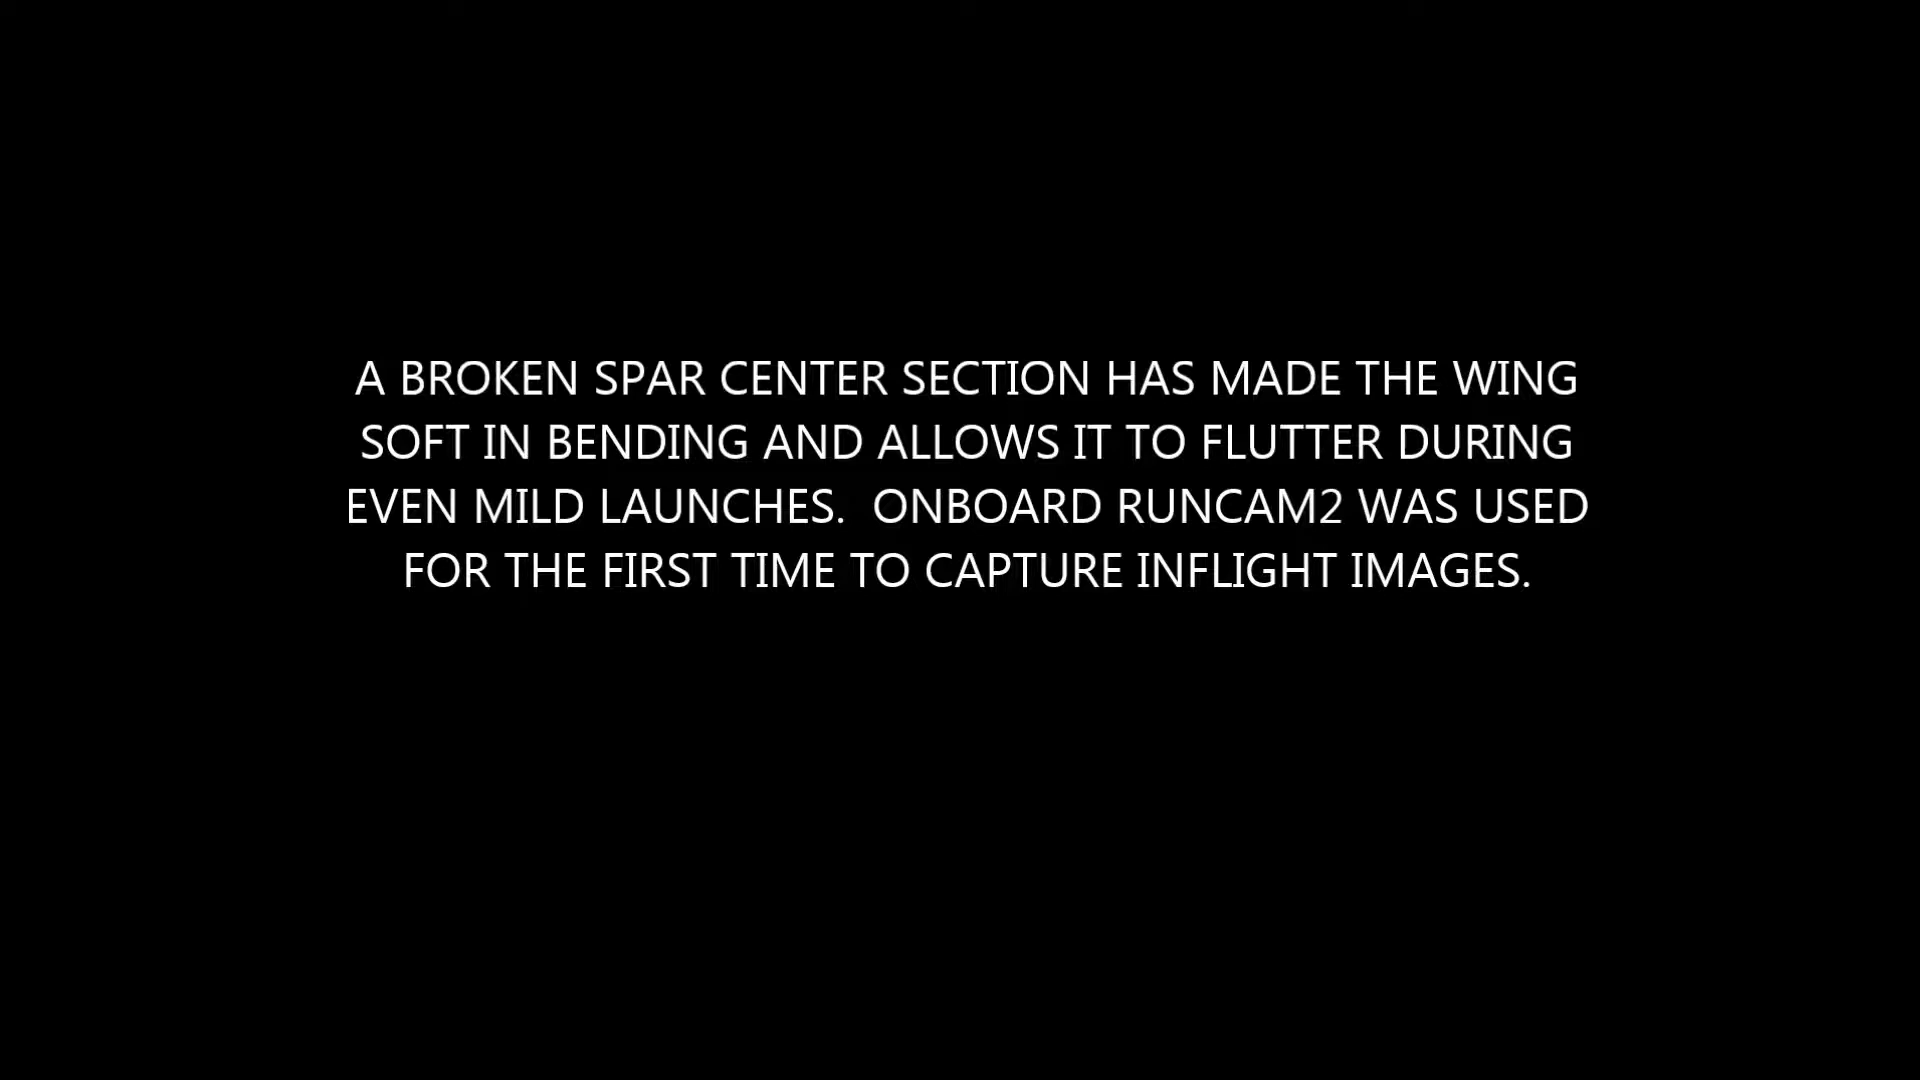 A BROKEN SPAR CENTER SECTION HAS MADE THE WING
SOFT IN BENDING AND ALLOWS IT TO FLUTTER DURING
EVEN MILD LAUNCHES.  ONBOARD RUNCAM2 WAS USED
FOR THE FIRST TIME TO CAPTURE INFLIGHT IMAGES.